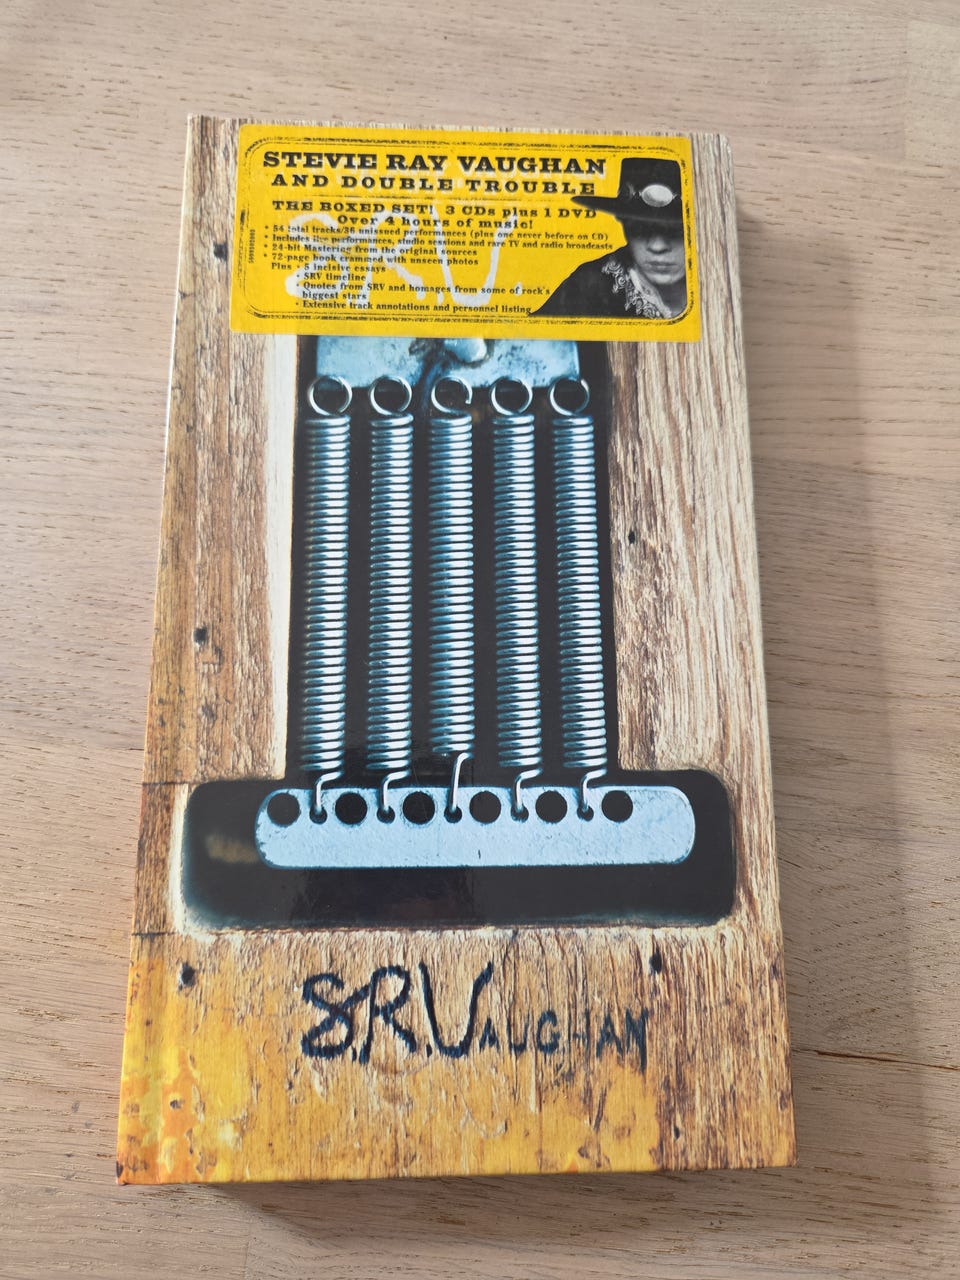 STEVIE RAY VAUGHAN
AND DOUBLE TROUBLE
THE BOXED SET! 3 CDs plus 1 DVD
Over 4 hours of music!
• 54 total tracks/36 unissued performances (plus one never before on CD)
• Includes live performances, studio sessions and rare TV and radio broadcasts
• 24-bit Mastering from the original sources
• 72-page book crammed with unseen photos
Plus • 5 incisive essays
• SRV timeline
• Quotes from SRV and homages from some of rock's
biggest stars
• Extensive track annotations and personnel listing
SRV
S.R.VAUGHAN